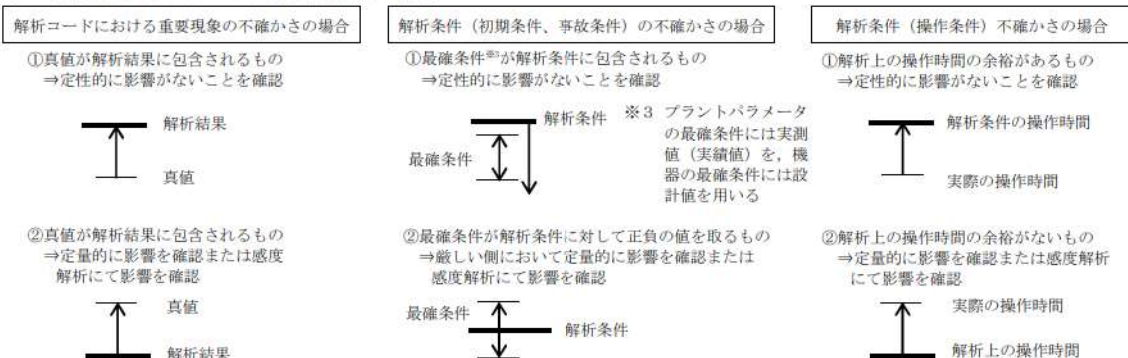 解析コードにおける重要現象の不確かさの場合
①真値が解析結果に包含されるもの
⇒定性的に影響がないことを確認
解析結果
真値
②真値が解析結果に包含されるもの
⇒定量的に影響を確認または感度
解析にて影響を確認
真値
解析結果
解析条件（初期条件、事故条件）の不確かさの場合
①最確条件※3が解析条件に包含されるもの
⇒定性的に影響がないことを確認
解析条件
最確条件
※３ プラントパラメータ
の最確条件には実測
値（実績値）を，機
器の最確条件には設
計値を用いる
②最確条件が解析条件に対して正負の値を取るもの
⇒厳しい側において定量的に影響を確認または
感度解析にて影響を確認
最確条件
解析条件
解析条件（操作条件）不確かさの場合
①解析上の操作時間の余裕があるもの
⇒定性的に影響がないことを確認
解析条件の操作時間
実際の操作時間
②解析上の操作時間の余裕がないもの
⇒定量的に影響を確認または感度解析
にて影響を確認
実際の操作時間
解析上の操作時間